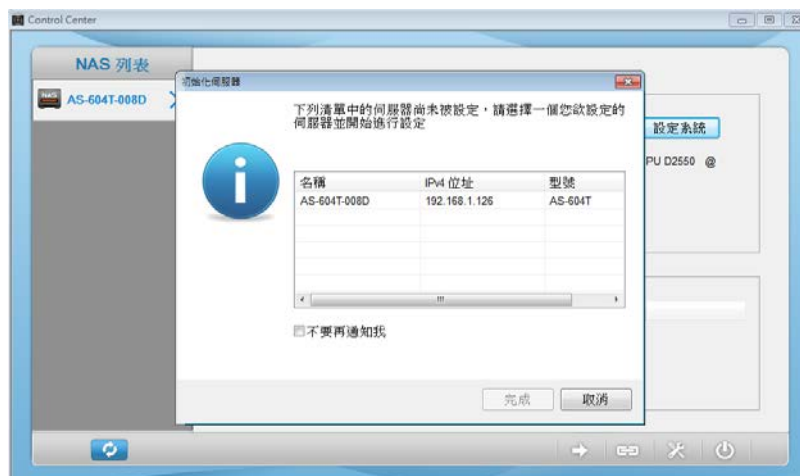 Control Center
NAS 列表
AS-604T-008D
初始化伺服器
下列清單中的伺服器尚未被設定，請選擇一個您欲設定的
伺服器並開始進行設定
名稱 IPv4 位址 型號
AS-604T-008D 192.168.1.126 AS-604T
不要再通知我
完成 取消
設定系統
PU D2550 @